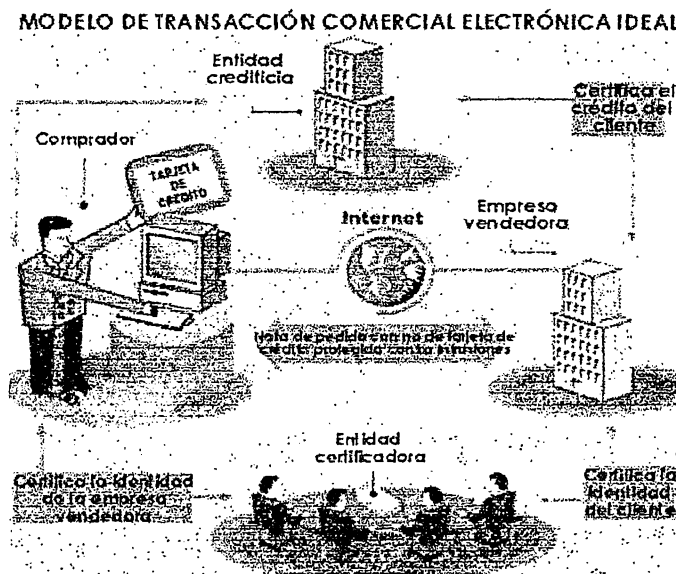 MODELO DE TRANSACCIÓN COMERCIAL ELECTRÓNICA IDEAL
Entidad
crediticia
Certifica el
crédito del
cliente
Comprador
TARJETA
DE
CREDITO
Internet
Empresa
vendedora
Nota de pedido con no de tarjeta de
crédito protegida contra intrusiones
Entidad
certificadora
Certifica la identidad
de la empresa
vendedora
Certifica la
identidad
del cliente